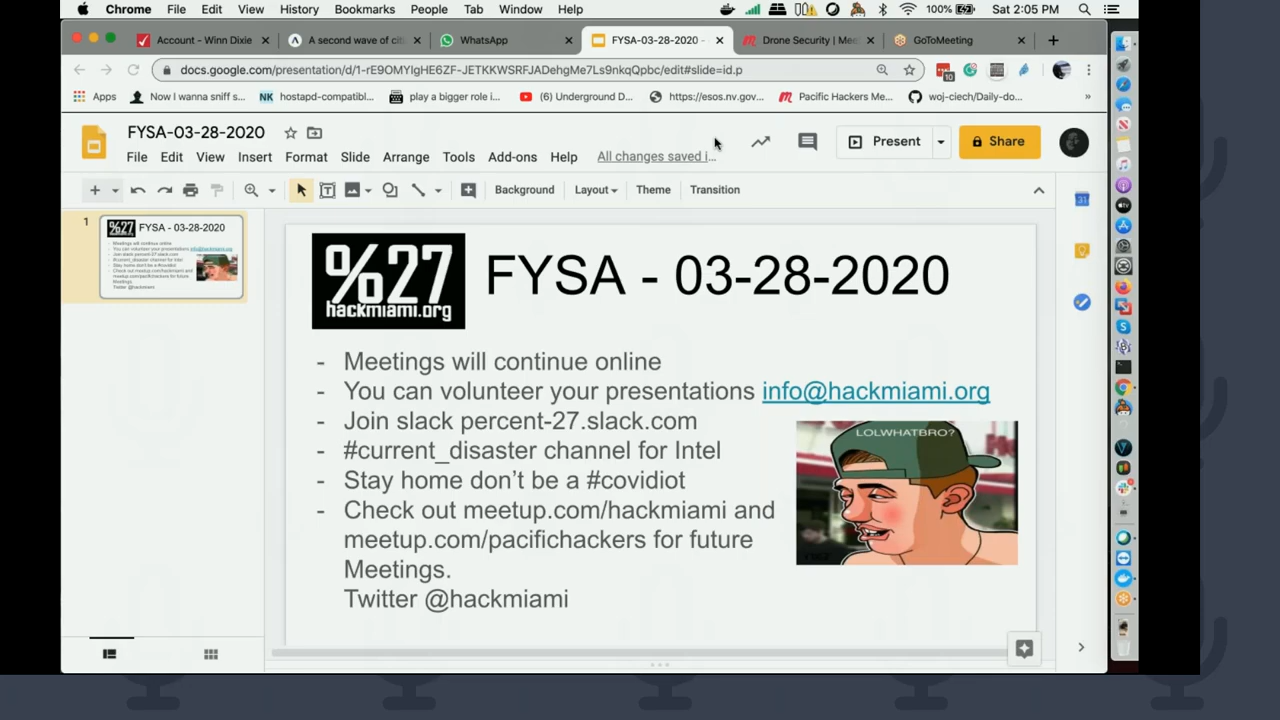 Chrome File Edit View History Bookmarks People Tab Window Help 100% Sat 2:05 PM
Account - Winn Dixie A second wave of cit WhatsApp FYSA-03-28-2020 - Drone Security | Mee GoToMeeting
docs.google.com/presentation/d/1-rE9OMYIgHE6ZF-JETKKWSRFJADehgMe7Ls9nkqQpbc/edit#slide=id.p 10
Apps Now I wanna sniff s... hostapd-compatibl... play a bigger role i... (6) Underground D... https://esos.nv.gov... Pacific Hackers Me... woj-ciech/Daily-do... »
FYSA-03-28-2020
File Edit View Insert Format Slide Arrange Tools Add-ons Help All changes saved i...
Present Share
Background Layout Theme Transition
1
%27
hackmiami.org
FYSA - 03-28-2020
- Meetings will continue online
- You can volunteer your presentations info@hackmiami.org
- Join slack percent-27.slack.com
- #current_disaster channel for Intel
- Stay home don't be a #covidiot
- Check out meetup.com/hackmiami and
meetup.com/pacifichackers for future
Meetings.
Twitter @hackmiami
LOLWHATBRO?